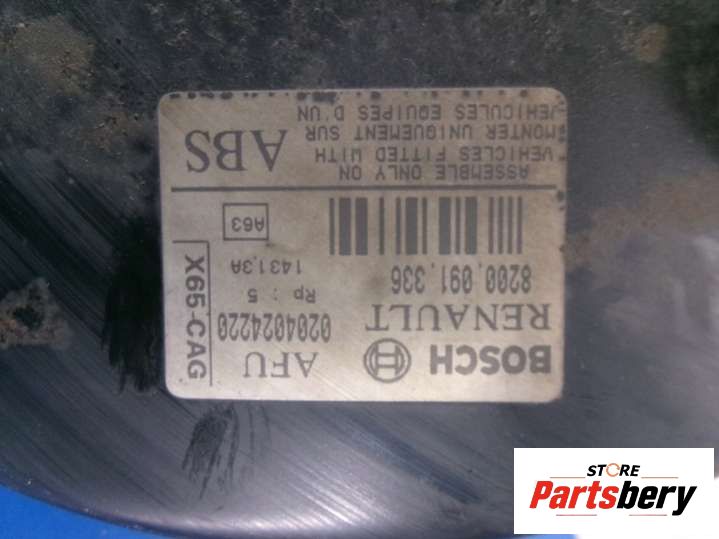 BOSCH AFU
RENAULT 0204024220
8200.091.336 Rp : 5
1431,3A
A63
X65-CAG
ASSEMBLE ONLY ON
VEHICLES FITTED WITH
MONTER UNIQUEMENT SUR
VEHICULES EQUIPES D'UN
ABS
STORE
Partsbery